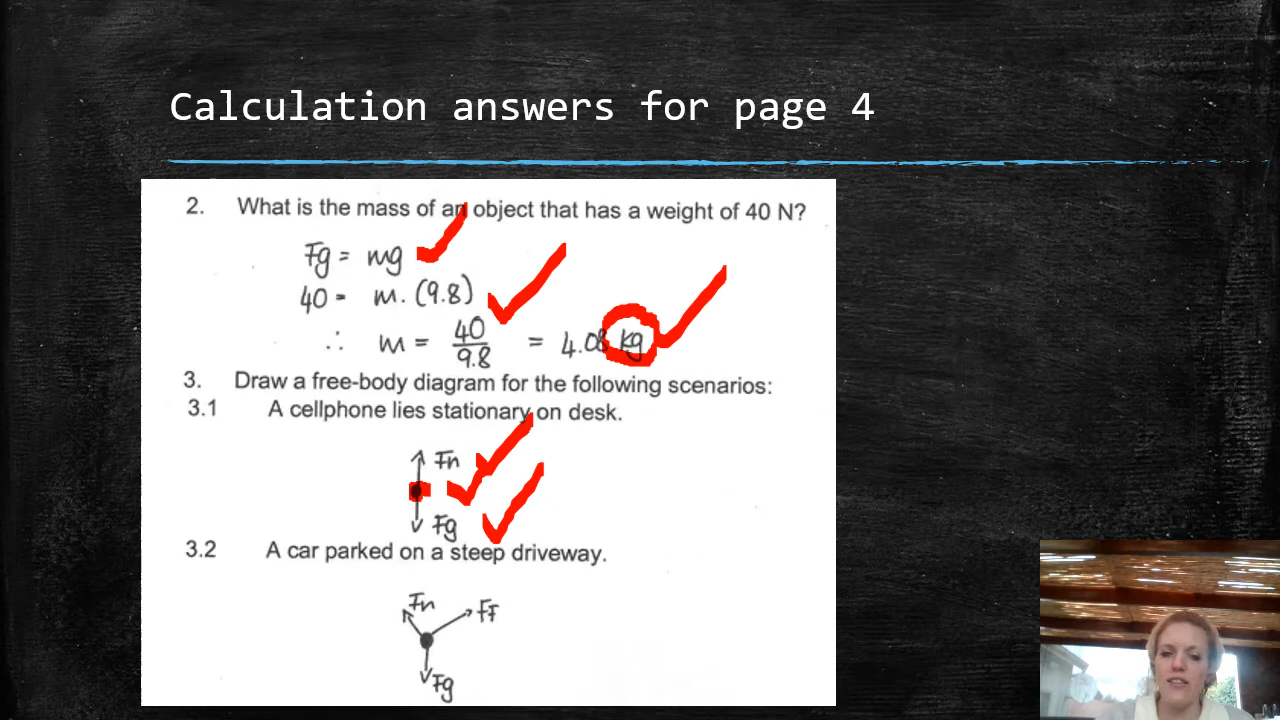 Calculation answers for page 4
2. What is the mass of an object that has a weight of 40 N?
Fg = mg
40 = m. (9.8)
∴ m = 40/9.8 = 4.08 kg
3. Draw a free-body diagram for the following scenarios:
3.1 A cellphone lies stationary on desk.
Fn
Fg
3.2 A car parked on a steep driveway.
Fn
Ff
Fg